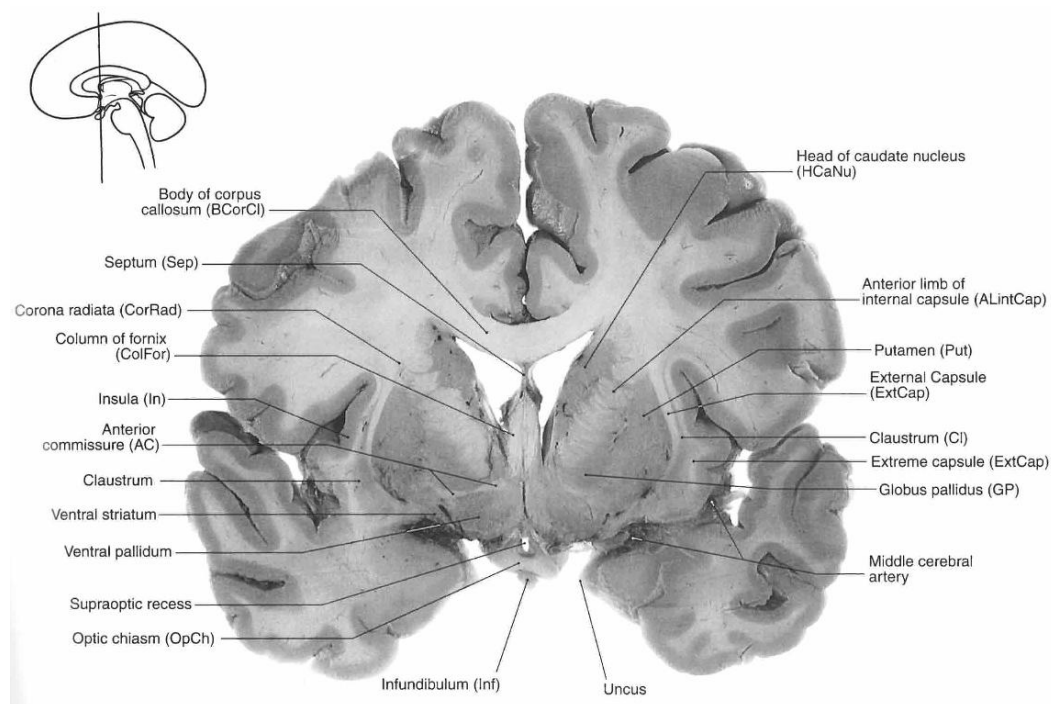 Body of corpus
callosum (BCorCl)
Septum (Sep)
Corona radiata (CorRad)
Column of fornix
(ColFor)
Insula (In)
Anterior
commissure (AC)
Claustrum
Ventral striatum
Ventral pallidum
Supraoptic recess
Optic chiasm (OpCh)
Infundibulum (Inf)
Uncus
Head of caudate nucleus
(HCaNu)
Anterior limb of
internal capsule (ALintCap)
Putamen (Put)
External Capsule
(ExtCap)
Claustrum (Cl)
Extreme capsule (ExtCap)
Globus pallidus (GP)
Middle cerebral
artery